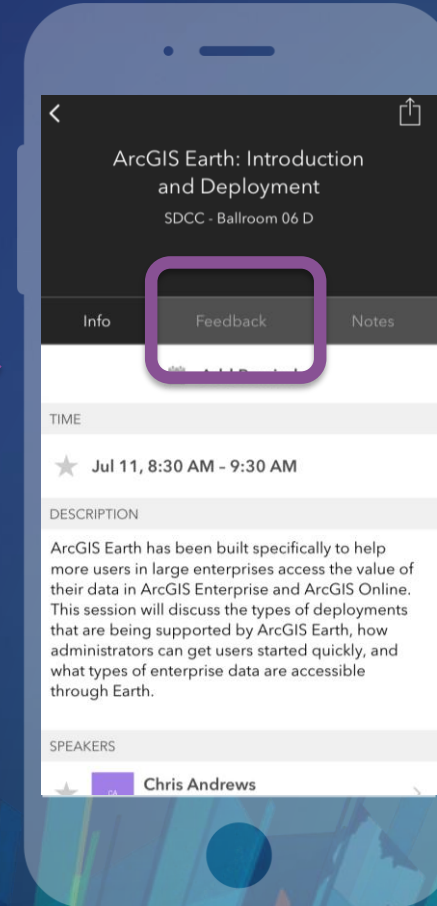 ArcGIS Earth: Introduction
and Deployment
SDCC - Ballroom 06 D
Info Feedback Notes
TIME
Jul 11, 8:30 AM – 9:30 AM
DESCRIPTION
ArcGIS Earth has been built specifically to help
more users in large enterprises access the value of
their data in ArcGIS Enterprise and ArcGIS Online.
This session will discuss the types of deployments
that are being supported by ArcGIS Earth, how
administrators can get users started quickly, and
what types of enterprise data are accessible
through Earth.
SPEAKERS
CA Chris Andrews